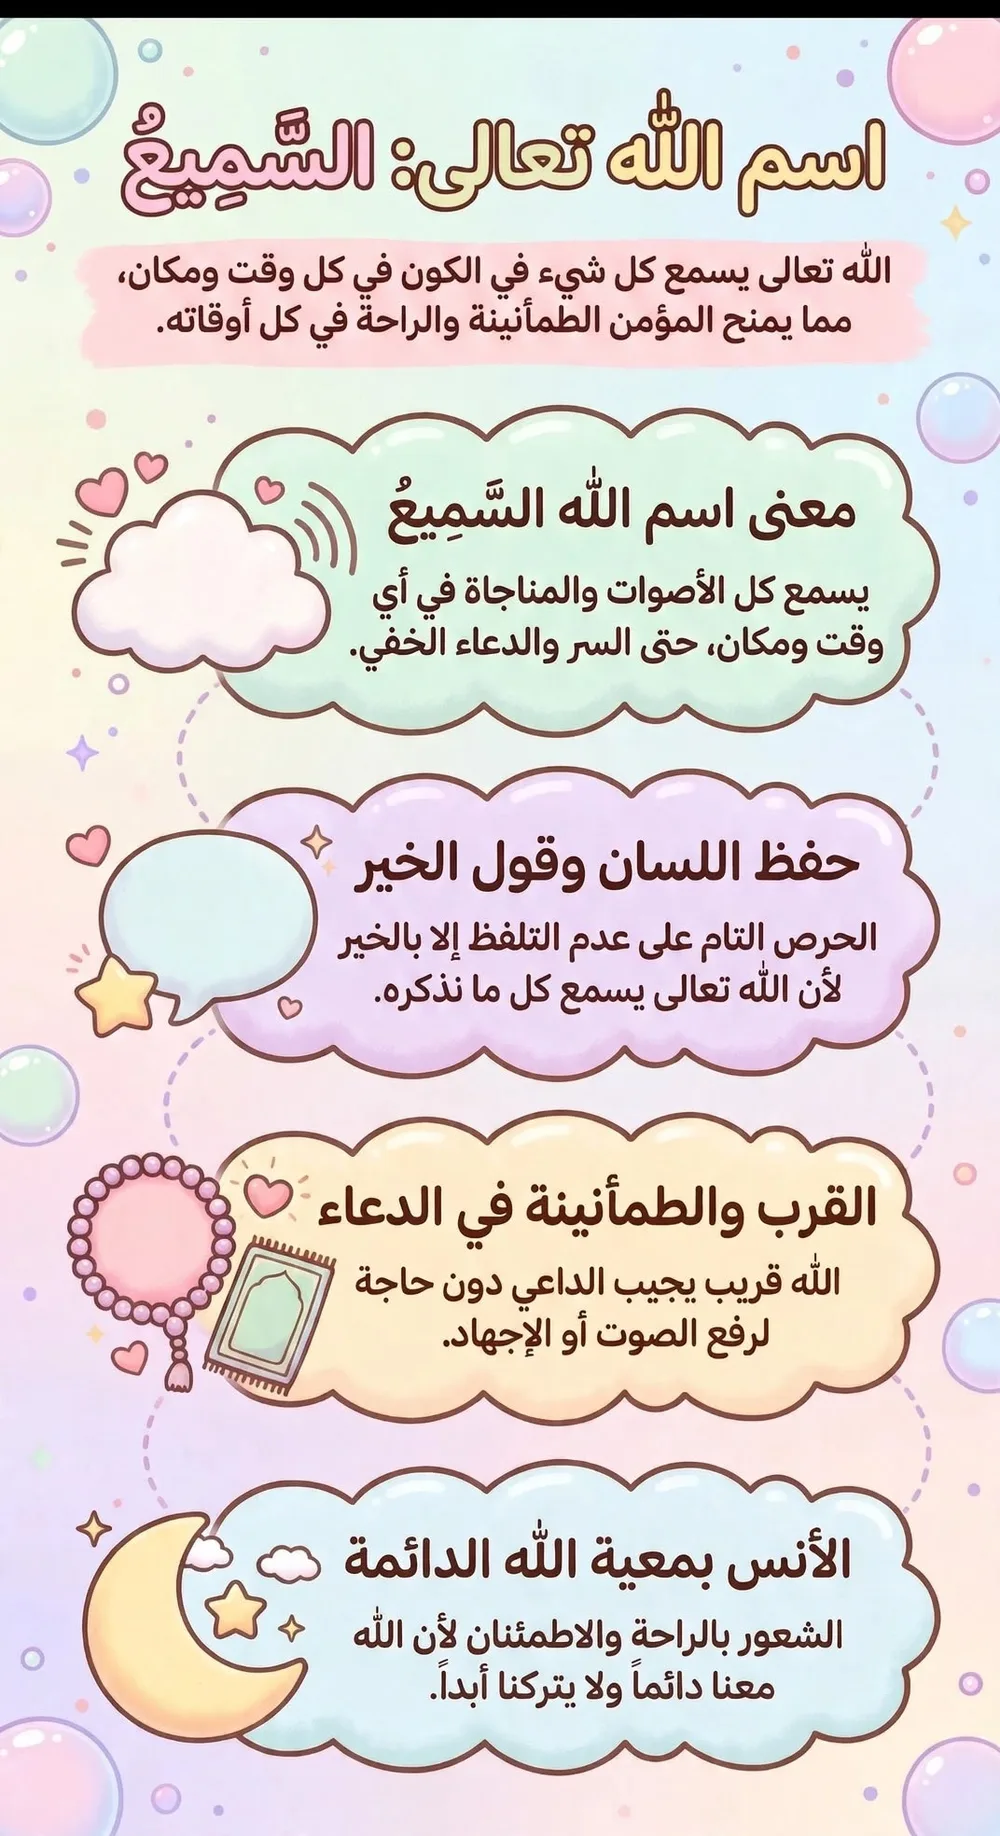 اسم الله تعالى: السَّمِيعُ
الله تعالى يسمع كل شيء في الكون في كل وقت ومكان،
مما يمنح المؤمن الطمأنينة والراحة في كل أوقاته.
معنى اسم الله السَّمِيعُ
يسمع كل الأصوات والمناجاة في أي
وقت ومكان، حتى السر والدعاء الخفي.
حفظ اللسان وقول الخير
الحرص التام على عدم التلفظ إلا بالخير
لأن الله تعالى يسمع كل ما نذكره.
القرب والطمأنينة في الدعاء
الله قريب يجيب الداعي دون حاجة
لرفع الصوت أو الإجهاد.
الأنس بمعية الله الدائمة
الشعور بالراحة والاطمئنان لأن الله
معنا دائماً ولا يتركنا أبداً.